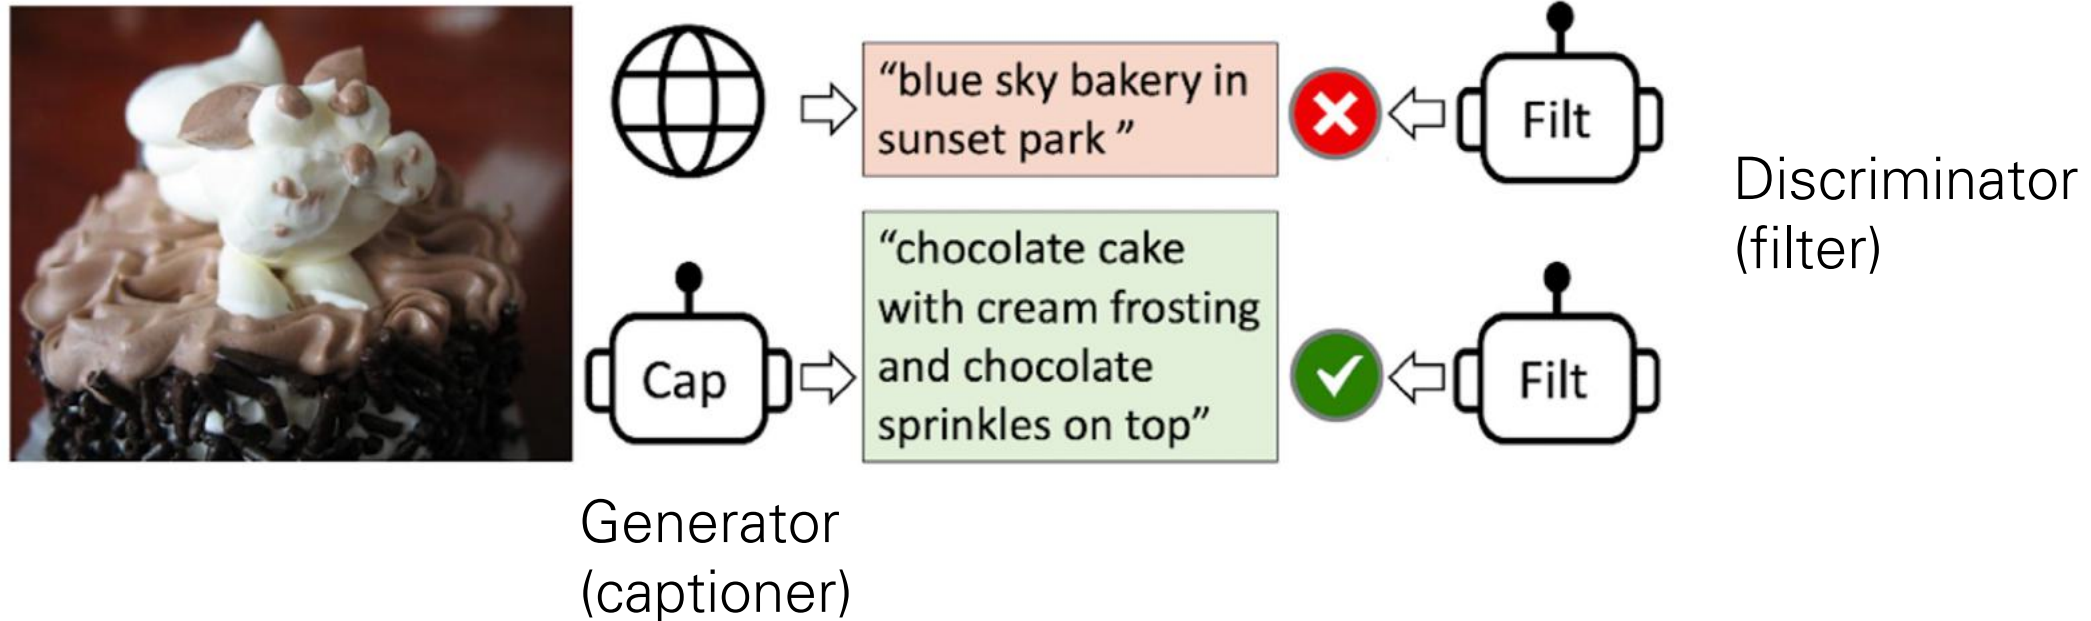 “blue sky bakery in
sunset park ”
Filt
Discriminator
(filter)
Cap
“chocolate cake
with cream frosting
and chocolate
sprinkles on top”
Filt
Generator
(captioner)